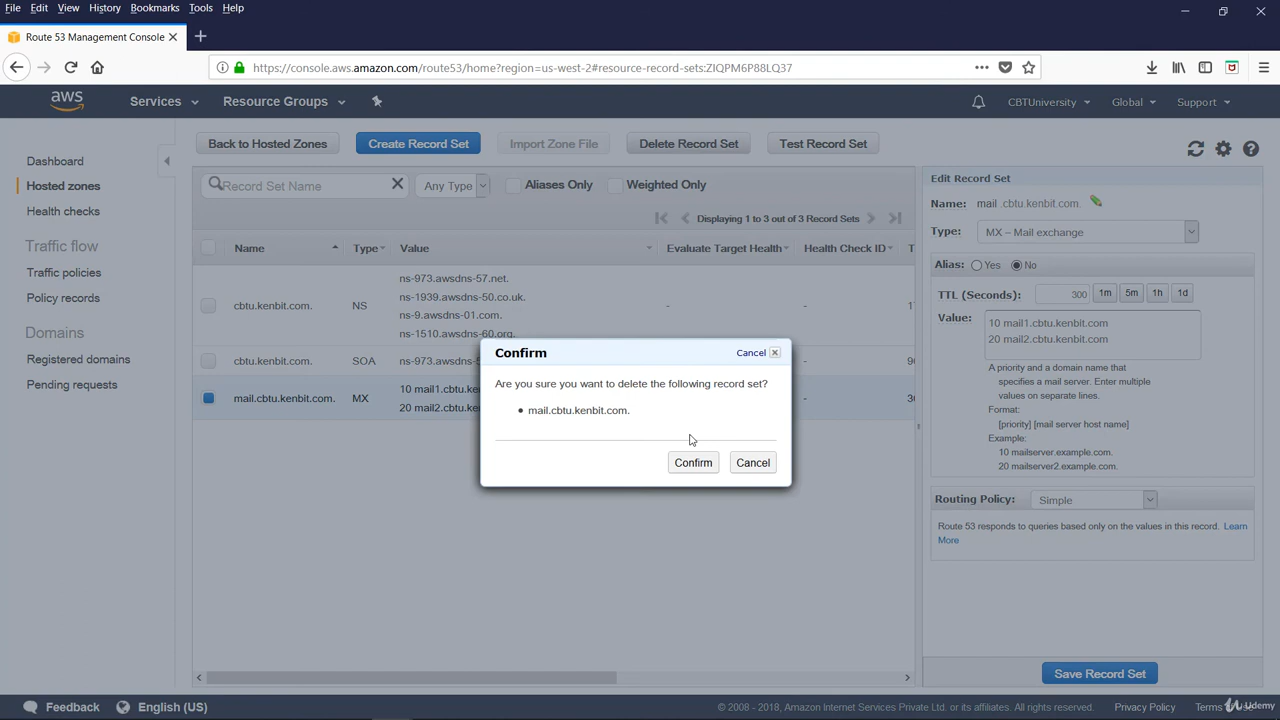 File Edit View History Bookmarks Tools Help
Route 53 Management Console
https://console.aws.amazon.com/route53/home?region=us-west-2#resource-record-sets:ZIQPM6P88LQ37
aws Services Resource Groups CBTUniversity Global Support
Back to Hosted Zones Create Record Set Import Zone File Delete Record Set Test Record Set
Dashboard
Hosted zones
Health checks
Traffic flow
Traffic policies
Policy records
Domains
Registered domains
Pending requests
Record Set Name Any Type Aliases Only Weighted Only
Displaying 1 to 3 out of 3 Record Sets
Name Type Value Evaluate Target Health Health Check ID T
ns-973.awsdns-57.net.
ns-1939.awsdns-50.co.uk.
cbtu.kenbit.com. NS - -
ns-9.awsdns-01.com.
ns-1510.awsdns-60.org.
cbtu.kenbit.com. SOA ns-973.awsdns-5 -
10 mail1.cbtu.ke
mail.cbtu.kenbit.com. MX -
20 mail2.cbtu.ke
Confirm Cancel
Are you sure you want to delete the following record set?
• mail.cbtu.kenbit.com.
Confirm Cancel
Edit Record Set
Name: mail .cbtu.kenbit.com.
Type: MX – Mail exchange
Alias: Yes No
TTL (Seconds): 300 1m 5m 1h 1d
Value: 10 mail1.cbtu.kenbit.com
20 mail2.cbtu.kenbit.com
A priority and a domain name that
specifies a mail server. Enter multiple
values on separate lines.
Format:
[priority] [mail server host name]
Example:
10 mailserver.example.com.
20 mailserver2.example.com.
Routing Policy: Simple
Route 53 responds to queries based only on the values in this record. Learn
More
Save Record Set
Feedback English (US) © 2008 - 2018, Amazon Internet Services Private Ltd. or its affiliates. All rights reserved. Privacy Policy Terms
Udemy